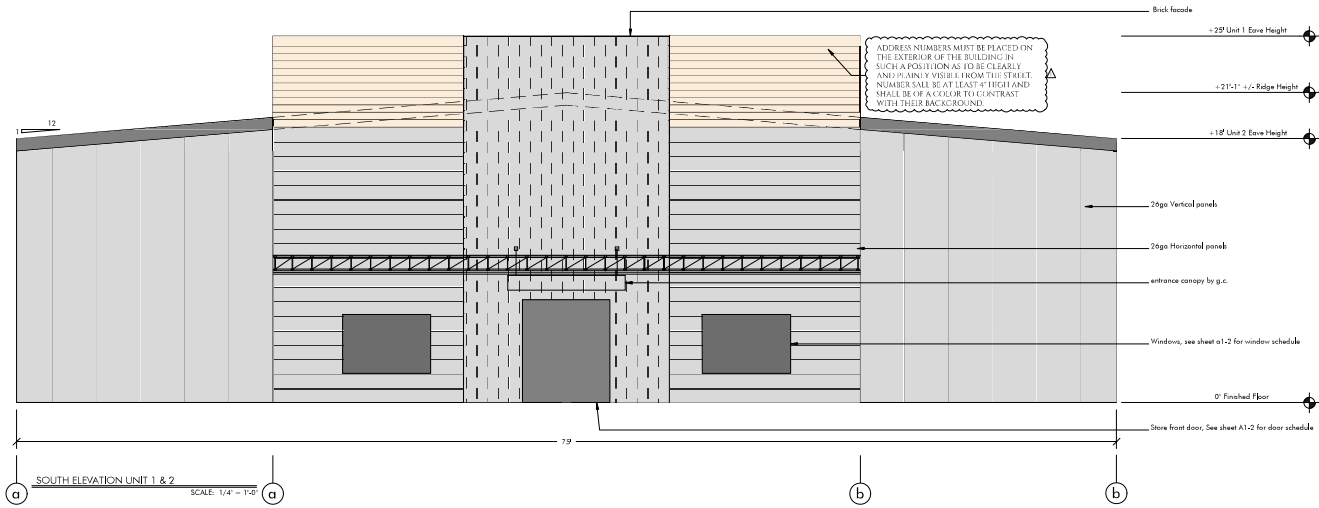 Brick facade
+25' Unit 1 Eave Height
ADDRESS NUMBERS MUST BE PLACED ON
THE EXTERIOR OF THE BUILDING IN
SUCH A POSITION AS TO BE CLEARLY
AND PLAINLY VISIBLE FROM THE STREET.
NUMBER SALL BE AT LEAST 4" HIGH AND
SHALL BE OF A COLOR TO CONTRAST
WITH THEIR BACKGROUND.
+21'-1" +/- Ridge Height
12
1
+18' Unit 2 Eave Height
26ga Vertical panels
26ga Horizontal panels
entrance canopy by g.c.
Windows, see sheet a1-2 for window schedule
0' Finished Floor
Store front door, See sheet A1-2 for door schedule
75'
SOUTH ELEVATION UNIT 1 & 2
SCALE: 1/4" = 1'-0"
a
a
b
b